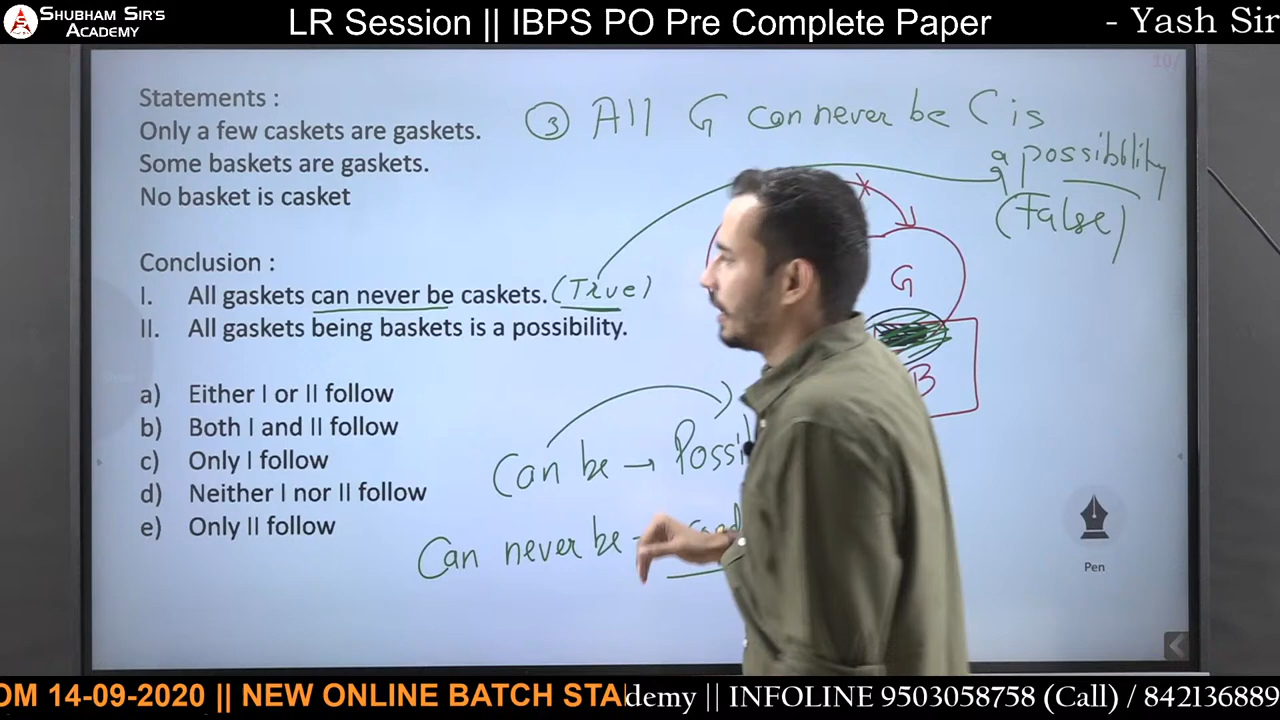 SHUBHAM SIR'S
ACADEMY
LR Session || IBPS PO Pre Complete Paper
- Yash Sir
Statements :
Only a few caskets are gaskets.
Some baskets are gaskets.
No basket is casket
③ All G can never be C is
a possibility
(False)
Conclusion :
I. All gaskets can never be caskets. (True)
II. All gaskets being baskets is a possibility.
G
B
a) Either I or II follow
b) Both I and II follow
c) Only I follow
d) Neither I nor II follow
e) Only II follow
Can be → Possi
Can never be
Pen
OM 14-09-2020 || NEW ONLINE BATCH STA
demy || INFOLINE 9503058758 (Call) / 842136889